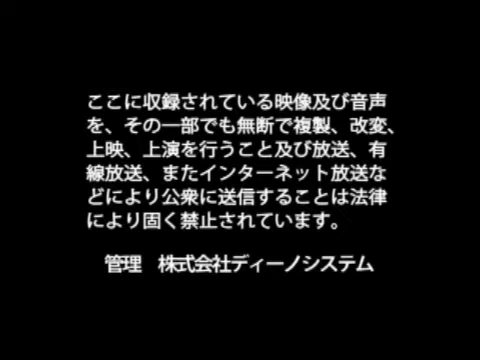 ここに収録されている映像及び音声
を、その一部でも無断で複製、改変、
上映、上演を行うこと及び放送、有
線放送、またインターネット放送な
どにより公衆に送信することは法律
により固く禁止されています。
管理　株式会社ディーノシステム